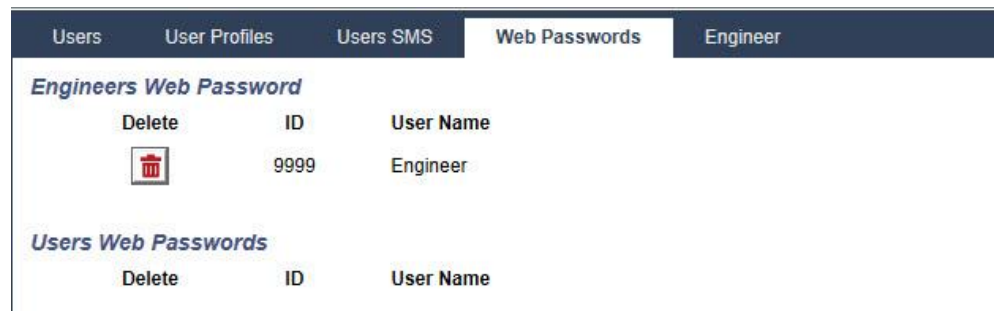 Users User Profiles Users SMS Web Passwords Engineer
Engineers Web Password
Delete ID User Name
9999 Engineer
Users Web Passwords
Delete ID User Name